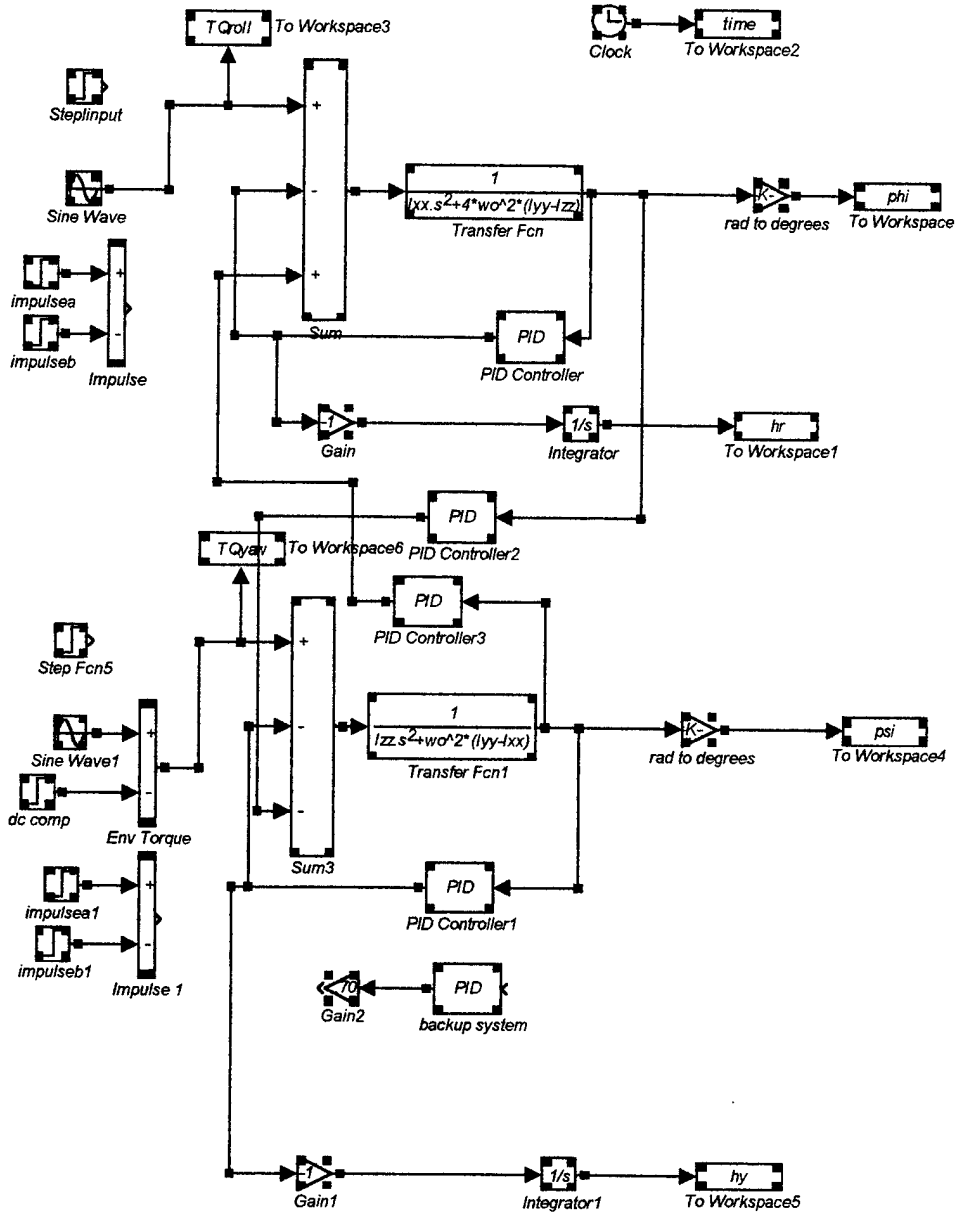 TQroll To Workspace3
time
Clock
To Workspace2
StepIinput
+
Sine Wave
-
1
Ixx.s^2+4*wo^2*(Iyy-Izz)
Transfer Fcn
K-
rad to degrees
phi
To Workspace
impulsea
+
+
impulseb
-
Impulse
Sum
PID
PID Controller
-1
Gain
1/s
Integrator
hr
To Workspace1
PID
PID Controller2
TQyaw To Workspace6
PID
PID Controller3
Step Fcn5
+
1
Izz.s^2+wo^2*(Iyy-Ixx)
Transfer Fcn1
-
K-
rad to degrees
psi
To Workspace4
Sine Wave1
+
dc comp
-
Env Torque
-
Sum3
PID
PID Controller1
impulsea1
+
impulseb1
-
Impulse 1
70
Gain2
PID
backup system
-1
Gain1
1/s
Integrator1
hy
To Workspace5